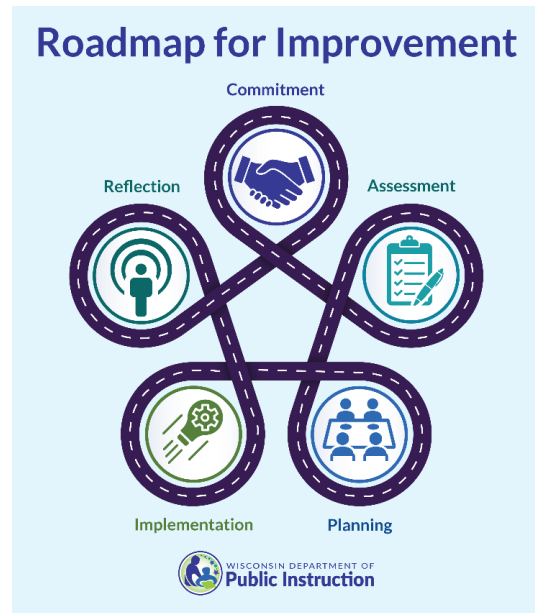 Roadmap for Improvement
Commitment
Reflection
Assessment
Implementation
Planning
WISCONSIN DEPARTMENT OF
Public Instruction